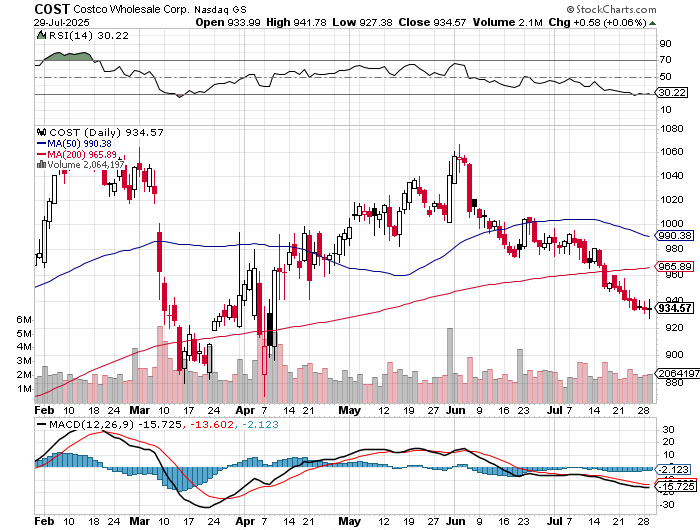 COST Costco Wholesale Corp. Nasdaq GS © StockCharts.com
29-Jul-2025 Open 933.99 High 941.78 Low 927.38 Close 934.57 Volume 2.1M Chg +0.58 (+0.06%)
RSI(14) 30.22
90
70
50
30.22
10
COST (Daily) 934.57
MA(50) 990.38
MA(200) 965.89
Volume 2,064,197
1080
1060
1040
1020
1000
990.38
980
965.89
960
940
934.57
920
900
2064197
880
6M
5M
4M
3M
2M
1M
Feb 10 18 24 Mar 10 17 24 Apr 7 14 21 May 12 19 27 Jun 9 16 23 Jul 7 14 21 28
MACD(12,26,9) -15.725, -13.602, -2.123
30
20
10
-2.123
-15.725
-30
Feb 10 18 24 Mar 10 17 24 Apr 7 14 21 May 12 19 27 Jun 9 16 23 Jul 7 14 21 28